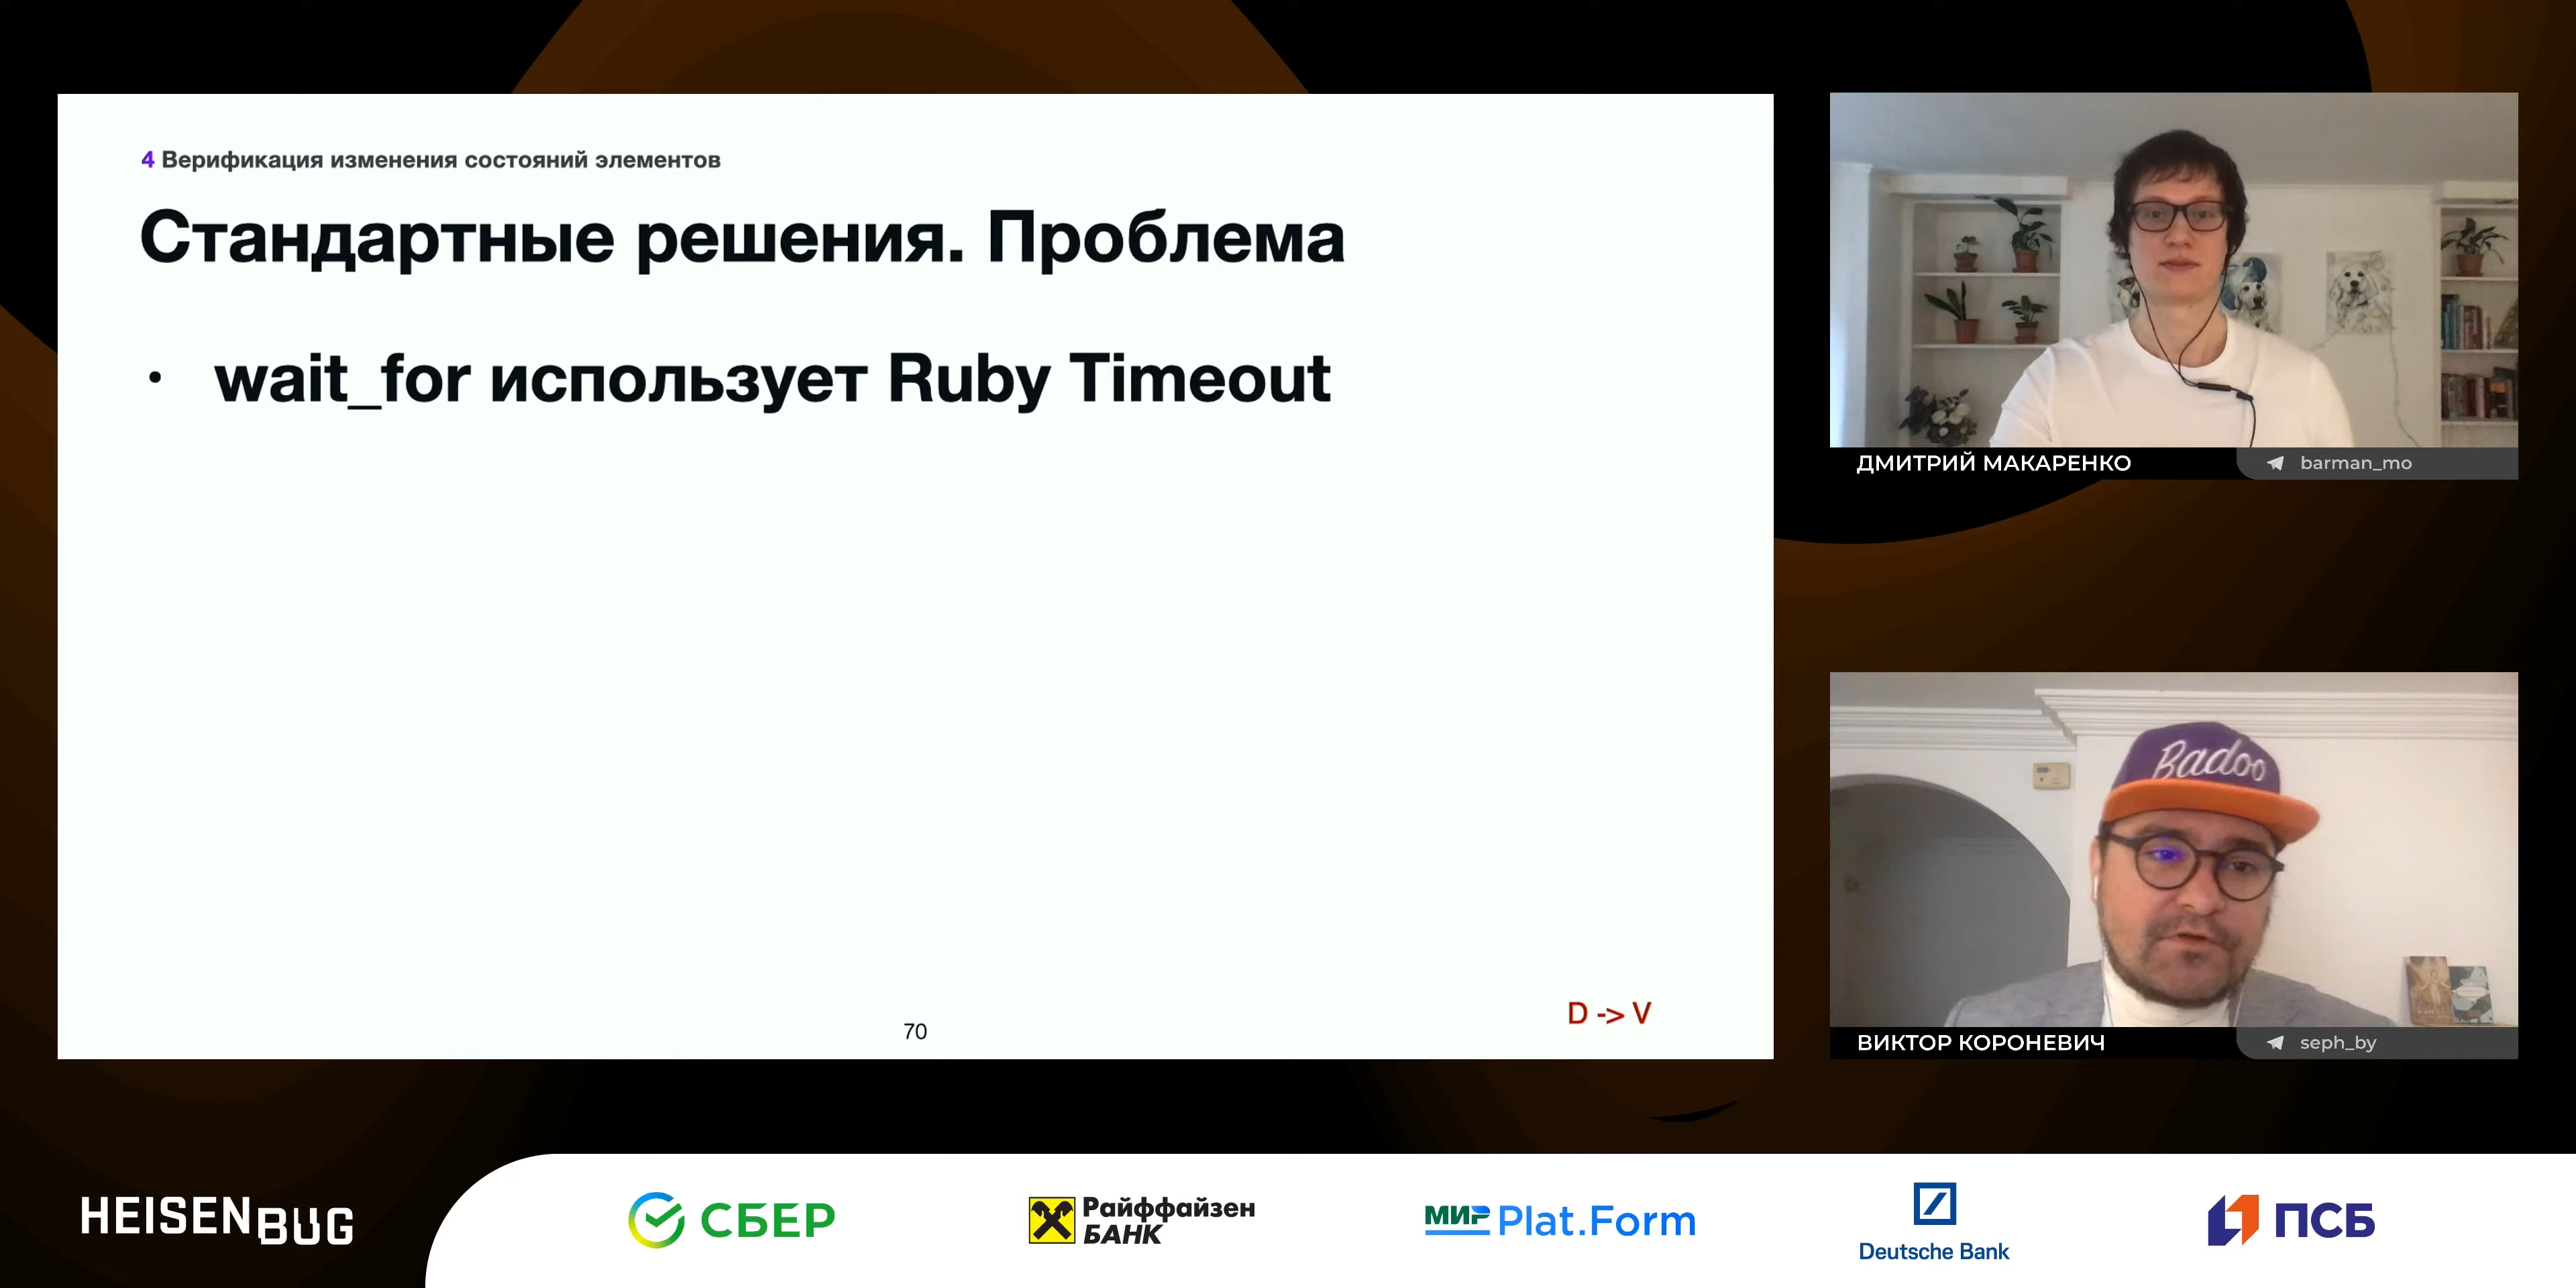 4 Верификация изменения состояний элементов
Стандартные решения. Проблема
• wait_for использует Ruby Timeout
70
D -> V
ДМИТРИЙ МАКАРЕНКО
barman_mo
Badoo
ВИКТОР КОРОНЕВИЧ
seph_by
HEISENBUG
СБЕР
Райффайзен
БАНК
МИР Plat.Form
Deutsche Bank
ПСБ